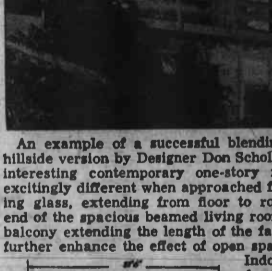 An example of a successful blendin
hillside version by Designer Don Schol
interesting contemporary one-story
excitingly different when approached f
ing glass, extending from floor to ro
end of the spacious beamed living roo
balcony extending the length of the fa
further enhance the effect of open spa
Indo